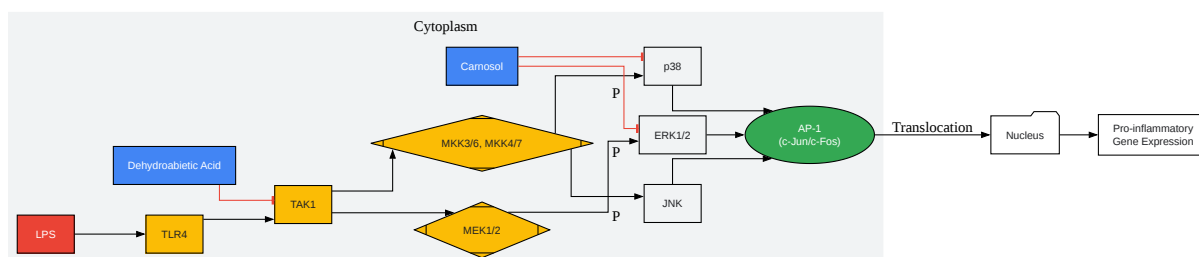 Cytoplasm
Carnosol
p38
P
MKK3/6, MKK4/7
ERK1/2
AP-1
(c-Jun/c-Fos)
Translocation
Nucleus
Pro-inflammatory
Gene Expression
P
Dehydroabietic Acid
TAK1
JNK
P
LPS
TLR4
MEK1/2